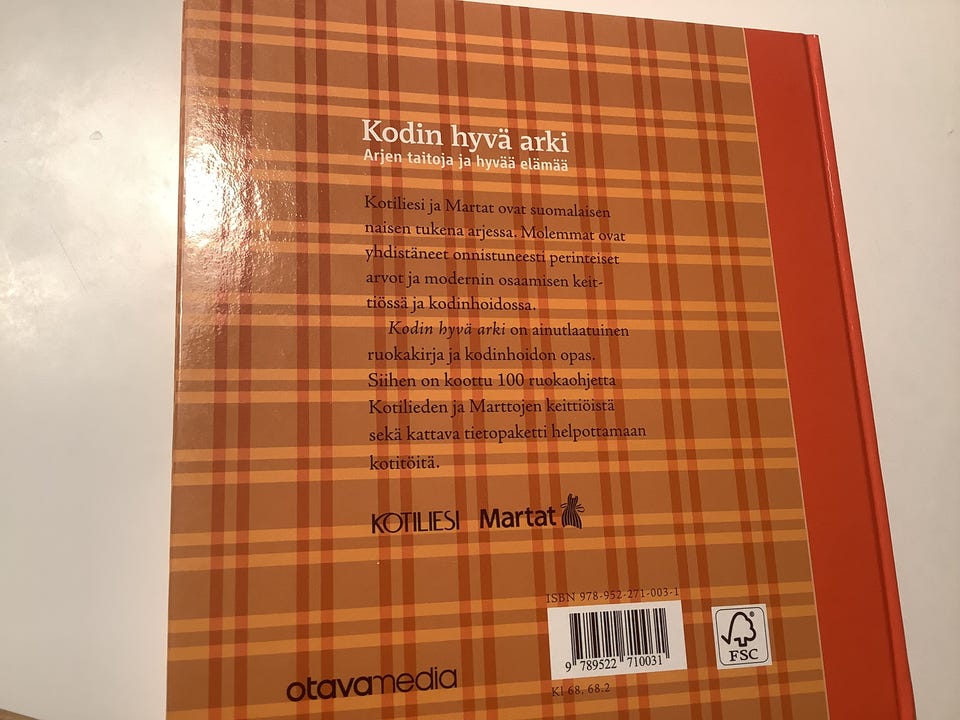 Kodin hyvä arki
Arjen taitoja ja hyvää elämää
Kotiliesi ja Martat ovat suomalaisen
naisen tukena arjessa. Molemmat ovat
yhdistäneet onnistuneesti perinteiset
arvot ja modernin osaamisen keit-
tiössä ja kodinhoidossa.
Kodin hyvä arki on ainutlaatuinen
ruokakirja ja kodinhoidon opas.
Siihen on koottu 100 ruokaohjetta
Kotilieden ja Marttojen keittiöistä
sekä kattava tietopaketti helpottamaan
kotitöitä.
KOTILIESI Martat
ISBN 978-952-271-003-1
9 789522 710031
FSC
otavamedia
Kl 68, 68.2